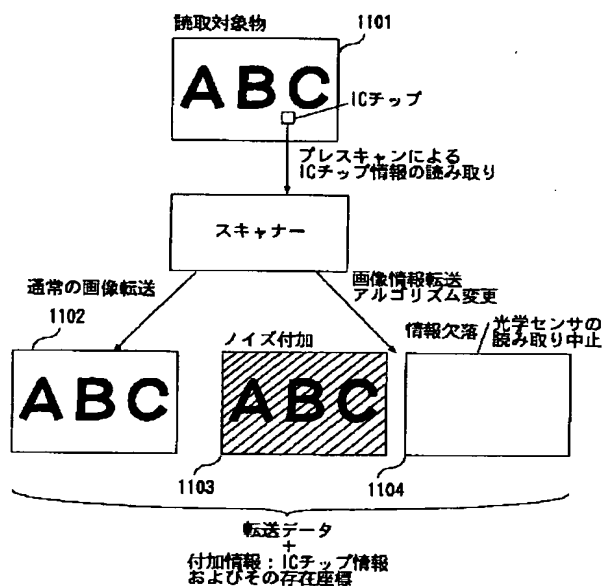 読取対象物
1101
ABC
ICチップ
プレスキャンによる
ICチップ情報の読み取り
スキャナー
通常の画像転送
画像情報転送
アルゴリズム変更
1102
ノイズ付加
情報欠落/光学センサの
読み取り中止
ABC
ABC
1103
1104
転送データ
+
付加情報:ICチップ情報
およびその存在座標